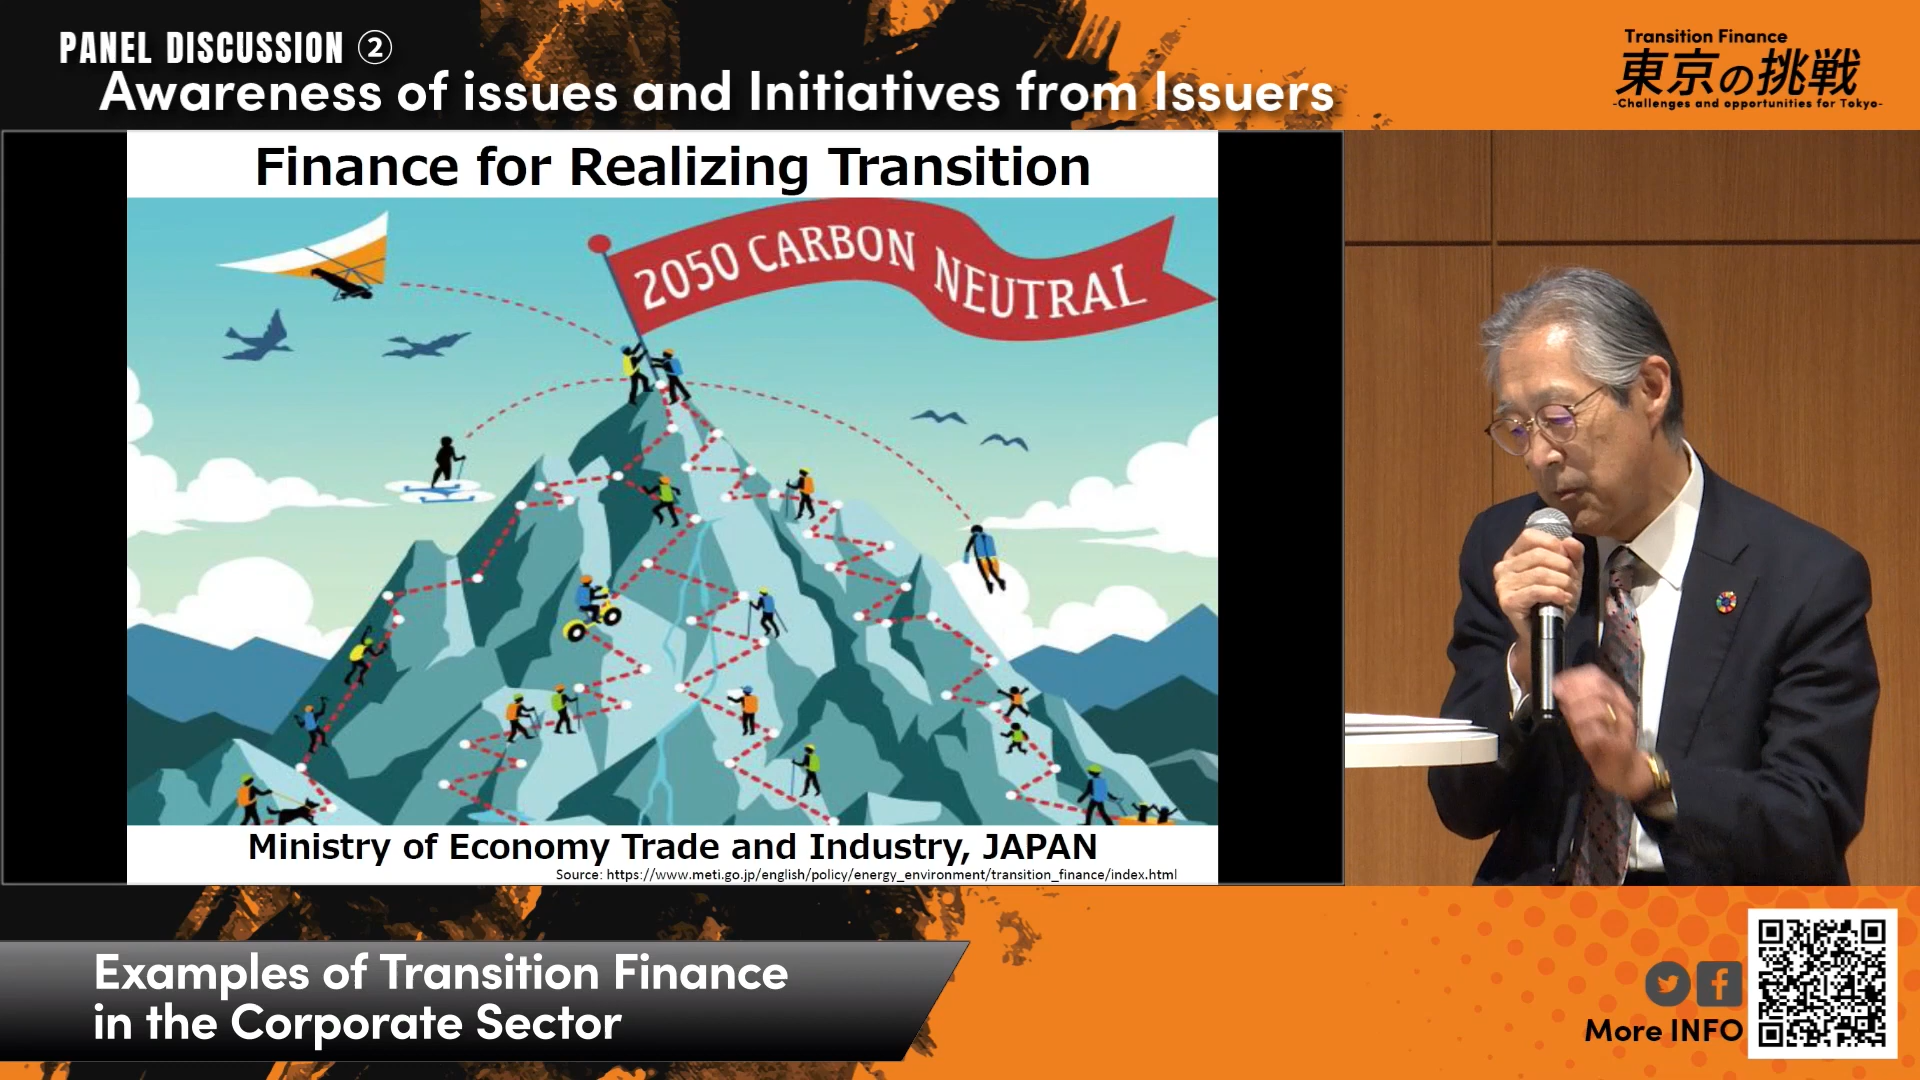 PANEL DISCUSSION ②
Awareness of issues and Initiatives from Issuers
Transition Finance
東京の挑戦
-Challenges and opportunities for Tokyo-
Finance for Realizing Transition
2050 CARBON NEUTRAL
Ministry of Economy Trade and Industry, JAPAN
Source: https://www.meti.go.jp/english/policy/energy_environment/transition_finance/index.html
Examples of Transition Finance
in the Corporate Sector
More INFO